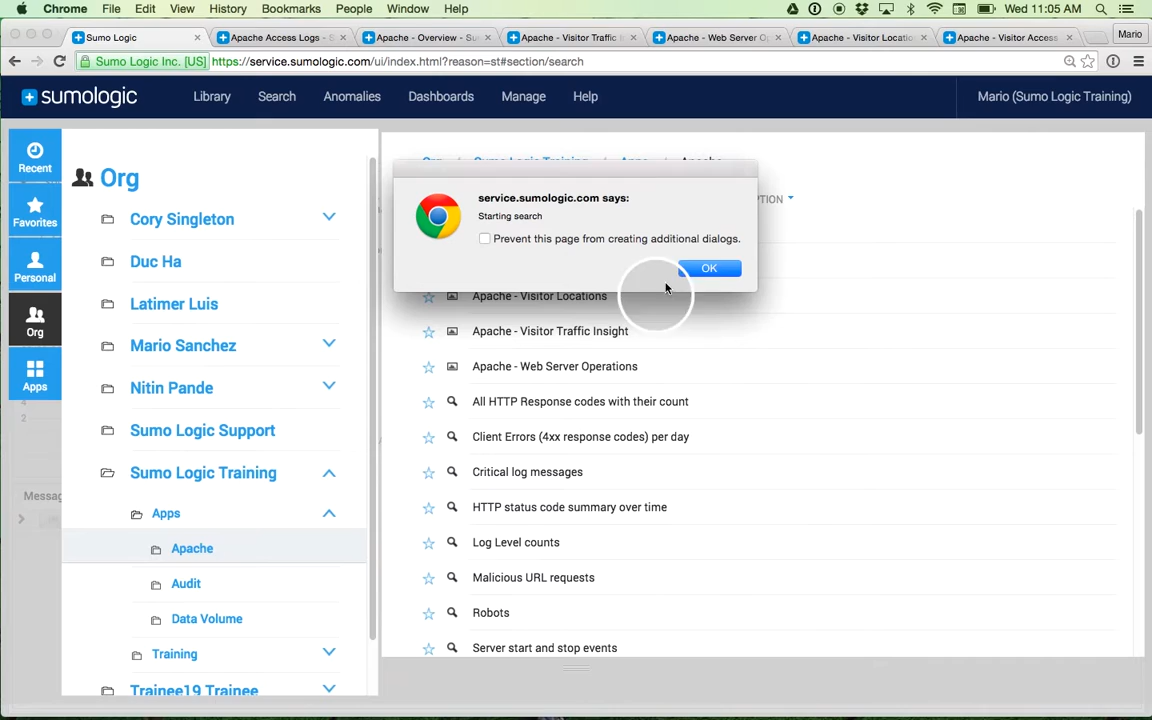 Chrome File Edit View History Bookmarks People Window Help Wed 11:05 AM
Sumo Logic Apache Access Logs - S Apache - Overview - Su Apache - Visitor Traffic I Apache - Web Server O Apache - Visitor Locatio Apache - Visitor Access Mario
Sumo Logic Inc. [US] https://service.sumologic.com/ui/index.html?reason=st#section/search
sumologic Library Search Anomalies Dashboards Manage Help Mario (Sumo Logic Training)
Recent
Favorites
Personal
Org
Apps
Messag
Org
Cory Singleton
Duc Ha
Latimer Luis
Mario Sanchez
Nitin Pande
Sumo Logic Support
Sumo Logic Training
Apps
Apache
Audit
Data Volume
Training
Trainee19 Trainee
service.sumologic.com says:
Starting search
Prevent this page from creating additional dialogs.
OK
PTION
Apache - Visitor Locations
Apache - Visitor Traffic Insight
Apache - Web Server Operations
All HTTP Response codes with their count
Client Errors (4xx response codes) per day
Critical log messages
HTTP status code summary over time
Log Level counts
Malicious URL requests
Robots
Server start and stop events